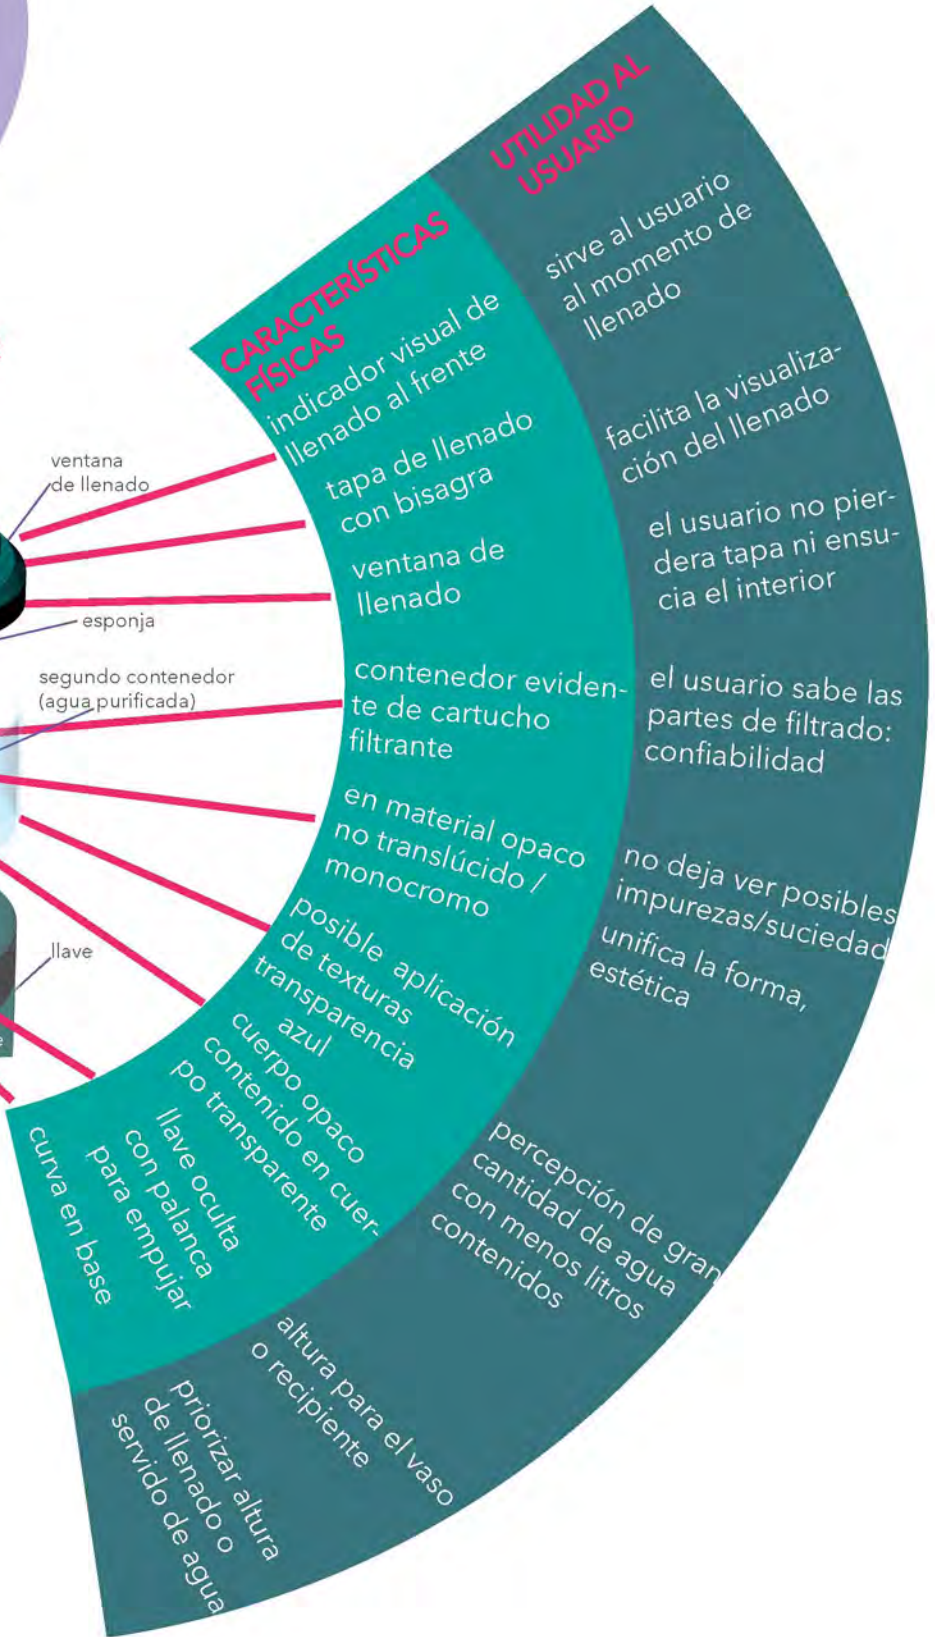 UTILIDAD AL
USUARIO
sirve al usuario
al momento de
llenado
facilita la visualiza-
ción del llenado
el usuario no pier-
dera tapa ni ensu-
cia el interior
el usuario sabe las
partes de filtrado:
confiabilidad
no deja ver posibles
impurezas/suciedad
unifica la forma,
estética
percepción de gran
cantidad de agua
con menos litros
contenidos
altura para el vaso
o recipiente
priorizar altura
de llenado o
servido de agua
CARACTERÍSTICAS
FÍSICAS
indicador visual de
llenado al frente
tapa de llenado
con bisagra
ventana de
llenado
contenedor eviden-
te de cartucho
filtrante
en material opaco
no translúcido /
monocromo
posible aplicación
de texturas
transparencia
azul
cuerpo opaco
contenido en cuer-
po transparente
llave oculta
con palanca
para empujar
curva en base
ventana
de llenado
esponja
segundo contenedor
(agua purificada)
llave